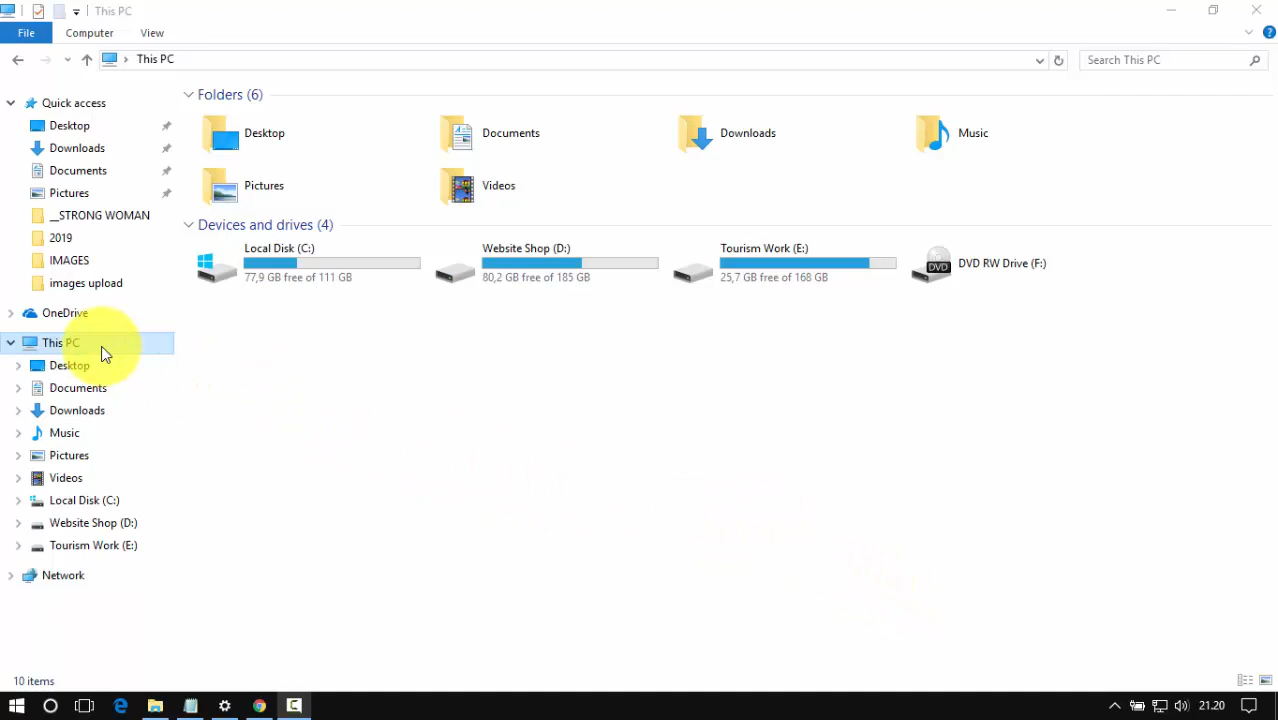 This PC
File
Computer
View
This PC
Search This PC
Quick access
Desktop
Downloads
Documents
Pictures
__STRONG WOMAN
2019
IMAGES
images upload
OneDrive
This PC
Desktop
Documents
Downloads
Music
Pictures
Videos
Local Disk (C:)
Website Shop (D:)
Tourism Work (E:)
Network
Folders (6)
Desktop
Documents
Downloads
Music
Pictures
Videos
Devices and drives (4)
Local Disk (C:)
77,9 GB free of 111 GB
Website Shop (D:)
80,2 GB free of 185 GB
Tourism Work (E:)
25,7 GB free of 168 GB
DVD
DVD RW Drive (F:)
10 items
21.20